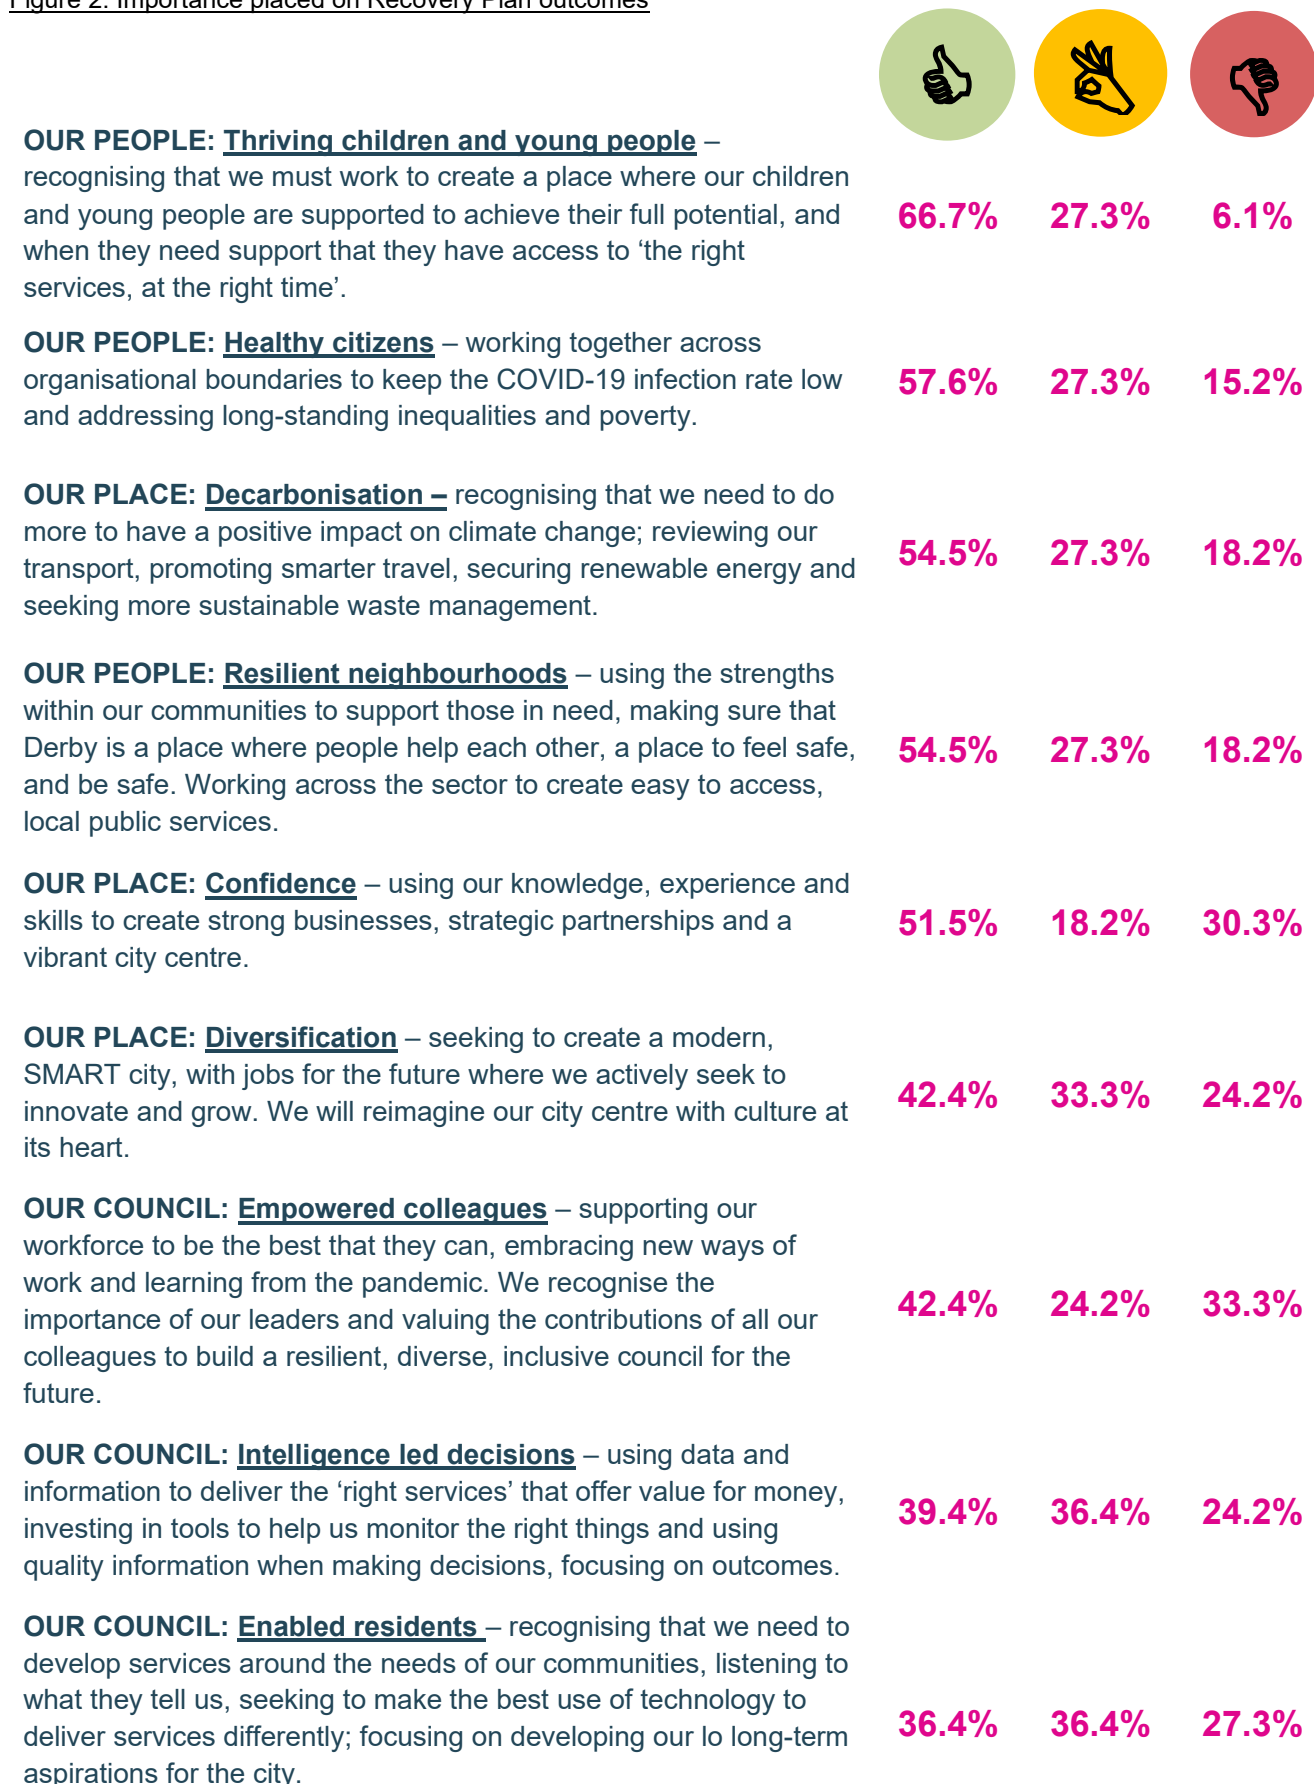 Figure 2: Importance placed on Recovery Plan outcomes
OUR PEOPLE: Thriving children and young people –
recognising that we must work to create a place where our children
and young people are supported to achieve their full potential, and
when they need support that they have access to ‘the right
services, at the right time’.
66.7% 27.3% 6.1%
OUR PEOPLE: Healthy citizens – working together across
organisational boundaries to keep the COVID-19 infection rate low
and addressing long-standing inequalities and poverty.
57.6% 27.3% 15.2%
OUR PLACE: Decarbonisation – recognising that we need to do
more to have a positive impact on climate change; reviewing our
transport, promoting smarter travel, securing renewable energy and
seeking more sustainable waste management.
54.5% 27.3% 18.2%
OUR PEOPLE: Resilient neighbourhoods – using the strengths
within our communities to support those in need, making sure that
Derby is a place where people help each other, a place to feel safe,
and be safe. Working across the sector to create easy to access,
local public services.
54.5% 27.3% 18.2%
OUR PLACE: Confidence – using our knowledge, experience and
skills to create strong businesses, strategic partnerships and a
vibrant city centre.
51.5% 18.2% 30.3%
OUR PLACE: Diversification – seeking to create a modern,
SMART city, with jobs for the future where we actively seek to
innovate and grow. We will reimagine our city centre with culture at
its heart.
42.4% 33.3% 24.2%
OUR COUNCIL: Empowered colleagues – supporting our
workforce to be the best that they can, embracing new ways of
work and learning from the pandemic. We recognise the
importance of our leaders and valuing the contributions of all our
colleagues to build a resilient, diverse, inclusive council for the
future.
42.4% 24.2% 33.3%
OUR COUNCIL: Intelligence led decisions – using data and
information to deliver the ‘right services’ that offer value for money,
investing in tools to help us monitor the right things and using
quality information when making decisions, focusing on outcomes.
39.4% 36.4% 24.2%
OUR COUNCIL: Enabled residents – recognising that we need to
develop services around the needs of our communities, listening to
what they tell us, seeking to make the best use of technology to
deliver services differently; focusing on developing our lo long-term
aspirations for the city.
36.4% 36.4% 27.3%